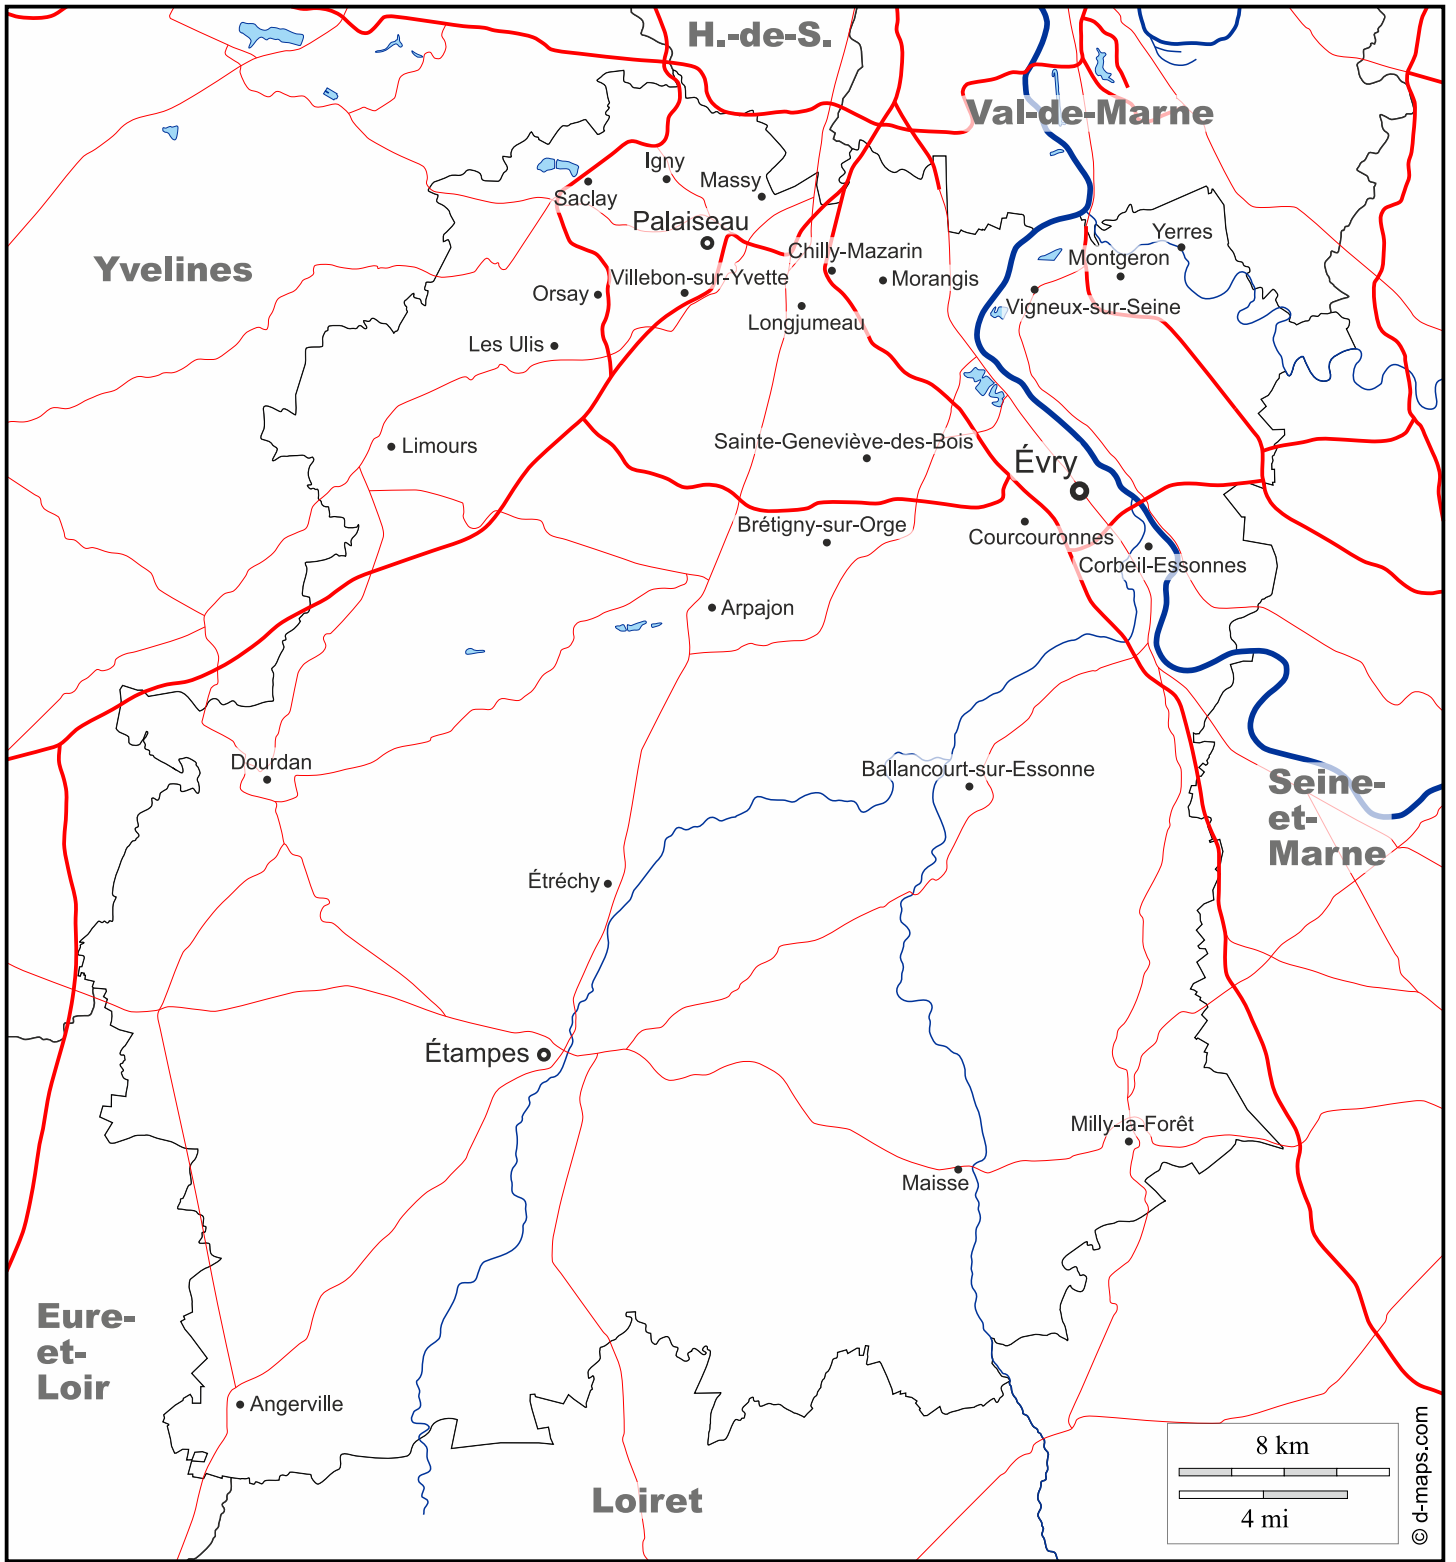 H.-de-S.
Val-de-Marne
Igny
Massy
Saclay
Palaiseau
Yerres
Chilly-Mazarin
Montgeron
Yvelines
Villebon-sur-Yvette
Morangis
Orsay
Vigneux-sur-Seine
Longjumeau
Les Ulis
Limours
Sainte-Geneviève-des-Bois
Évry
Brétigny-sur-Orge
Courcouronnes
Corbeil-Essonnes
Arpajon
Dourdan
Ballancourt-sur-Essonne
Seine-
et-
Marne
Étréchy
Étampes
Milly-la-Forêt
Maisse
Eure-
et-
Loir
Angerville
Loiret
8 km
4 mi
© d-maps.com